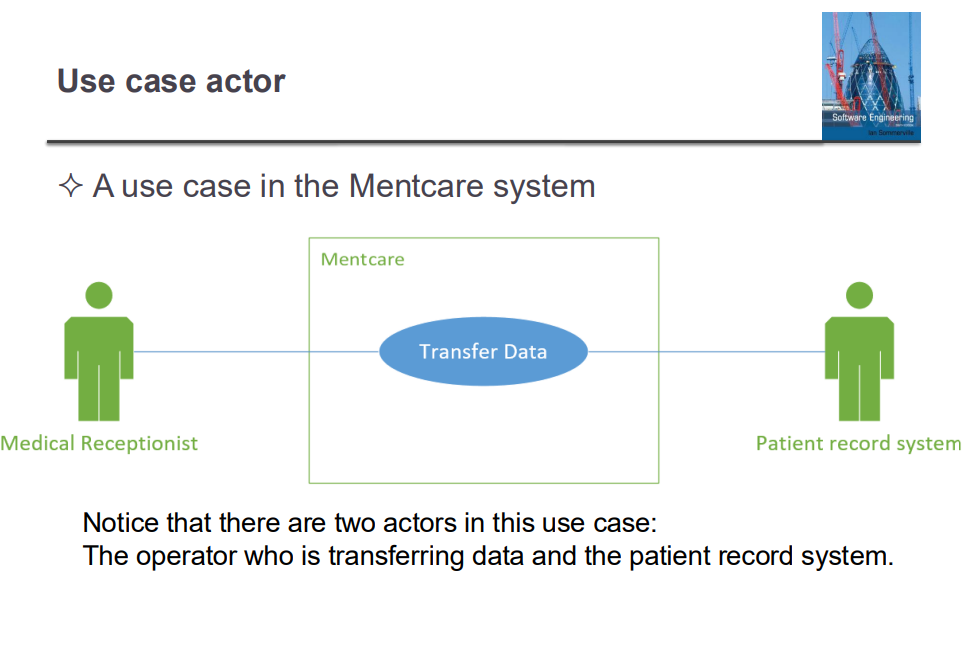 Use case actor
Software Engineering
Ian Sommerville
✧ A use case in the Mentcare system
Mentcare
Transfer Data
Medical Receptionist
Patient record system
Notice that there are two actors in this use case:
The operator who is transferring data and the patient record system.